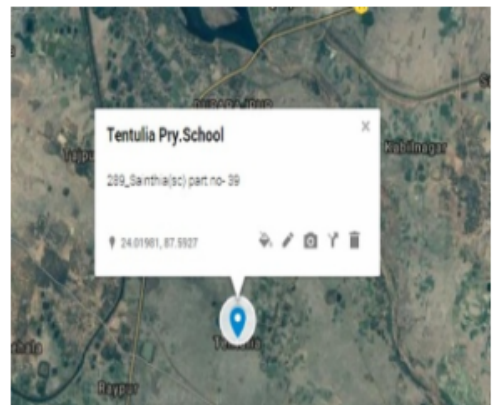 Tentulia Pry.School
×
289_Sainthia(sc) part no- 39
24.01981, 87.5927
Kabilnagar
Tentulia
Raypur